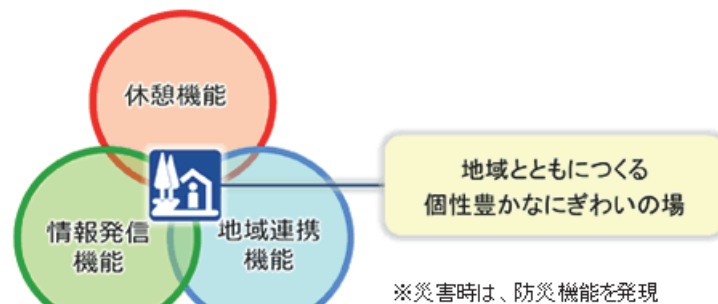 休憩機能
地域とともにつくる
個性豊かなにぎわいの場
情報発信
機能
地域連携
機能
※災害時は、防災機能を発現